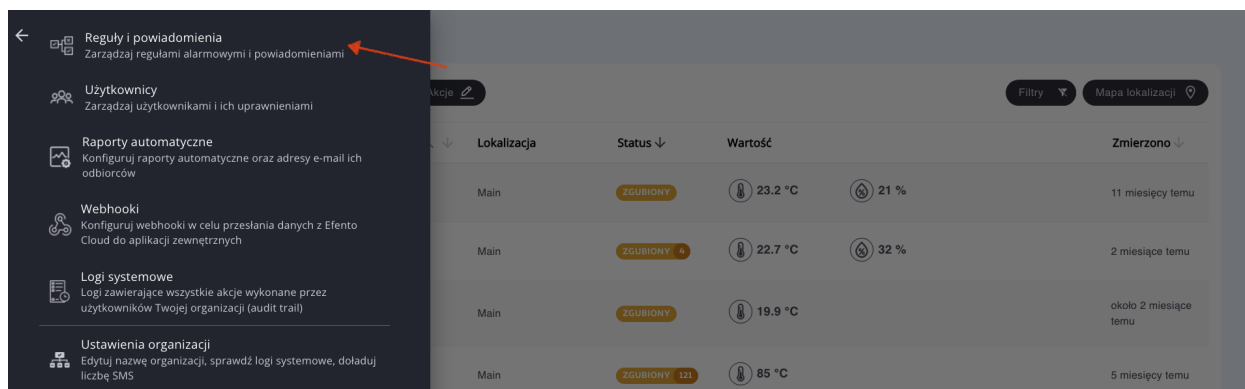 Reguły i powiadomienia
Zarządzaj regułami alarmowymi i powiadomieniami
Użytkownicy
Zarządzaj użytkownikami i ich uprawnieniami
Raporty automatyczne
Konfiguruj raporty automatyczne oraz adresy e-mail ich
odbiorców
Webhooki
Konfiguruj webhooki w celu przesłania danych z Efento
Cloud do aplikacji zewnętrznych
Logi systemowe
Logi zawierające wszystkie akcje wykonane przez
użytkowników Twojej organizacji (audit trail)
Ustawienia organizacji
Edytuj nazwę organizacji, sprawdź logi systemowe, doładuj
liczbę SMS
Akcje
Filtry
Mapa lokalizacji
Lokalizacja Status Wartość Zmierzono
Main ZGUBIONY 23.2 °C 21 % 11 miesięcy temu
Main ZGUBIONY 4 22.7 °C 32 % 2 miesiące temu
Main ZGUBIONY 19.9 °C około 2 miesiące
temu
Main ZGUBIONY 121 85 °C 5 miesięcy temu